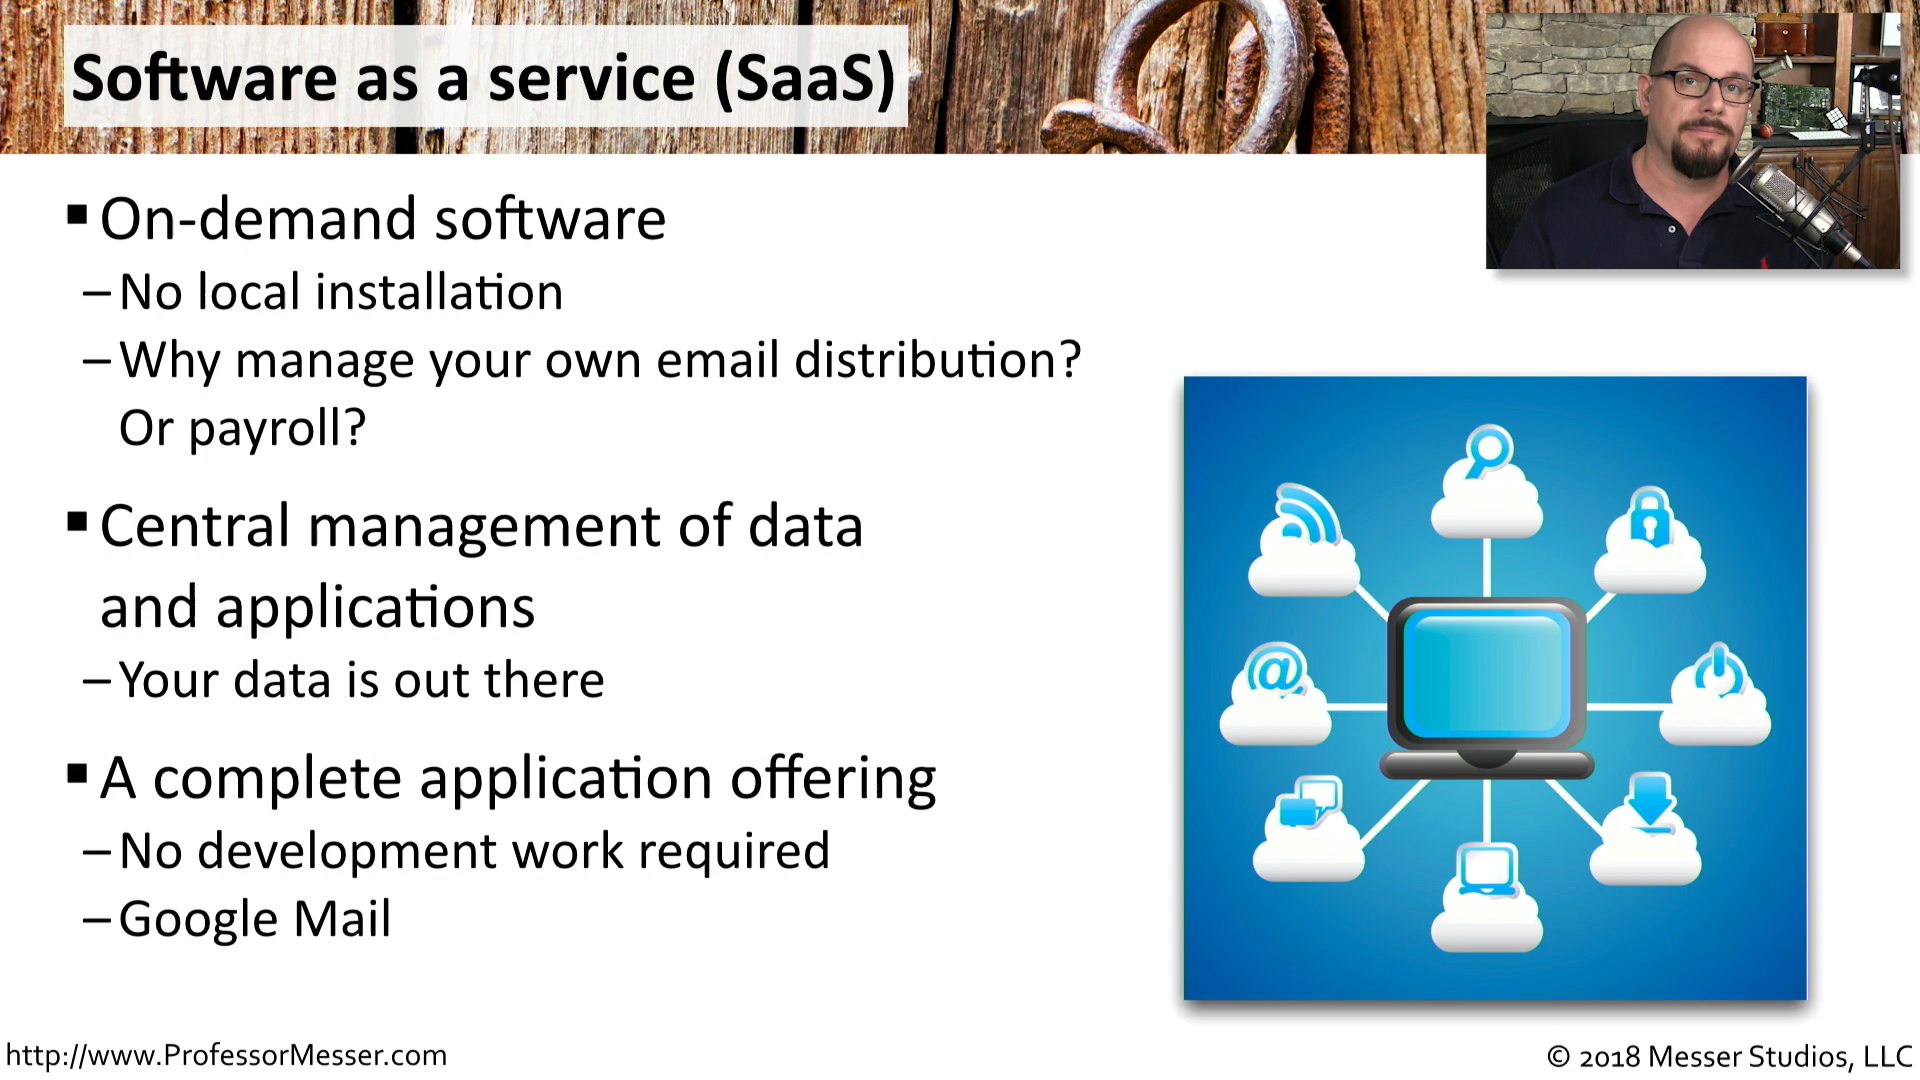 Software as a service (SaaS)
▪ On-demand software
– No local installation
– Why manage your own email distribution?
Or payroll?
▪ Central management of data
and applications
– Your data is out there
▪ A complete application offering
– No development work required
– Google Mail
@
http://www.ProfessorMesser.com
© 2018 Messer Studios, LLC